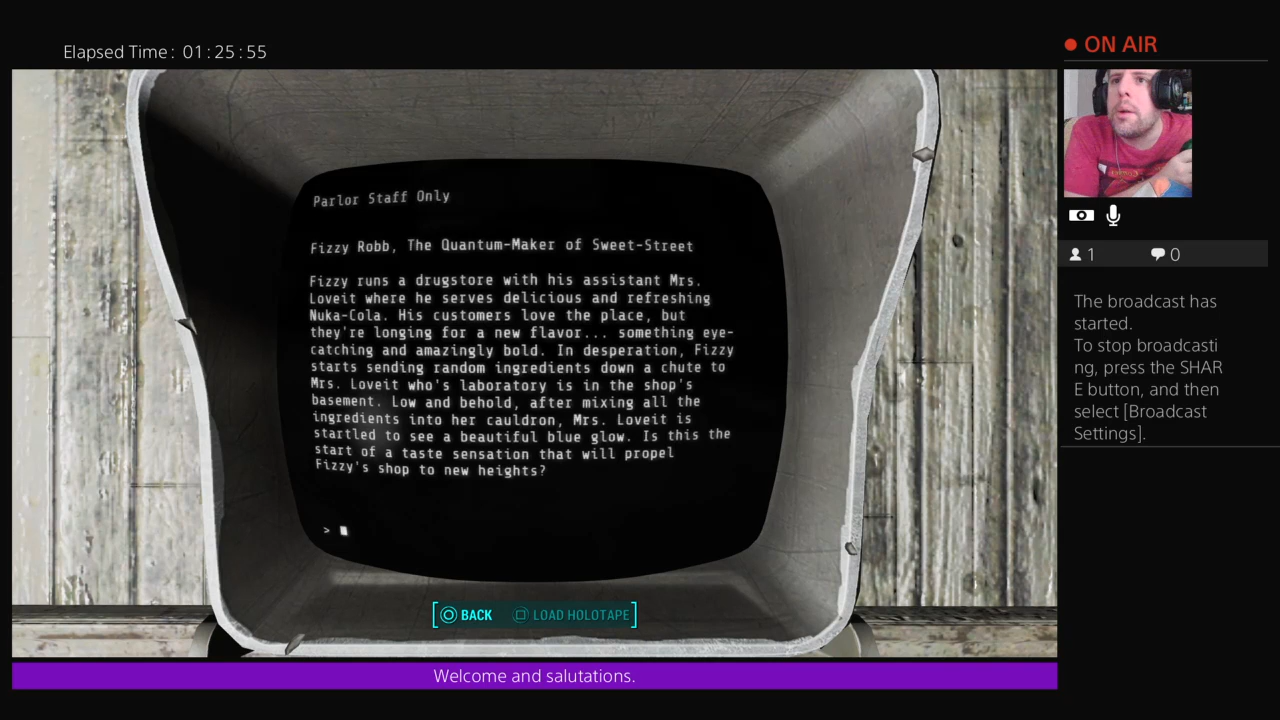 Elapsed Time: 01:25:55
ON AIR
Parlor Staff Only
Fizzy Robb, The Quantum-Maker of Sweet-Street
Fizzy runs a drugstore with his assistant Mrs.
Loveit where he serves delicious and refreshing
Nuka-Cola. His customers love the place, but
they're longing for a new flavor... something eye-
catching and amazingly bold. In desperation, Fizzy
starts sending random ingredients down a chute to
Mrs. Loveit who's laboratory is in the shop's
basement. Low and behold, after mixing all the
ingredients into her cauldron, Mrs. Loveit is
startled to see a beautiful blue glow. Is this the
start of a taste sensation that will propel
Fizzy's shop to new heights?
>
BACK LOAD HOLOTAPE
Welcome and salutations.
1 0
The broadcast has
started.
To stop broadcasti
ng, press the SHAR
E button, and then
select [Broadcast
Settings].